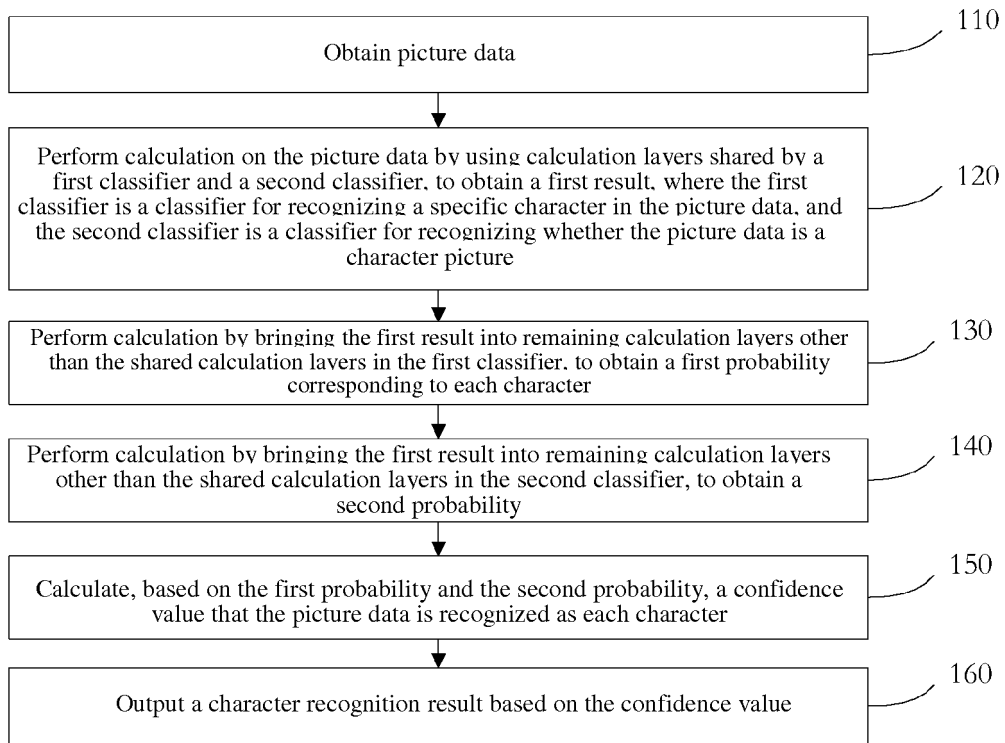 110
Obtain picture data
Perform calculation on the picture data by using calculation layers shared by a
first classifier and a second classifier, to obtain a first result, where the first
classifier is a classifier for recognizing a specific character in the picture data, and
the second classifier is a classifier for recognizing whether the picture data is a
character picture
120
Perform calculation by bringing the first result into remaining calculation layers other
than the shared calculation layers in the first classifier, to obtain a first probability
corresponding to each character
130
Perform calculation by bringing the first result into remaining calculation layers
other than the shared calculation layers in the second classifier, to obtain a
second probability
140
Calculate, based on the first probability and the second probability, a confidence
value that the picture data is recognized as each character
150
Output a character recognition result based on the confidence value
160